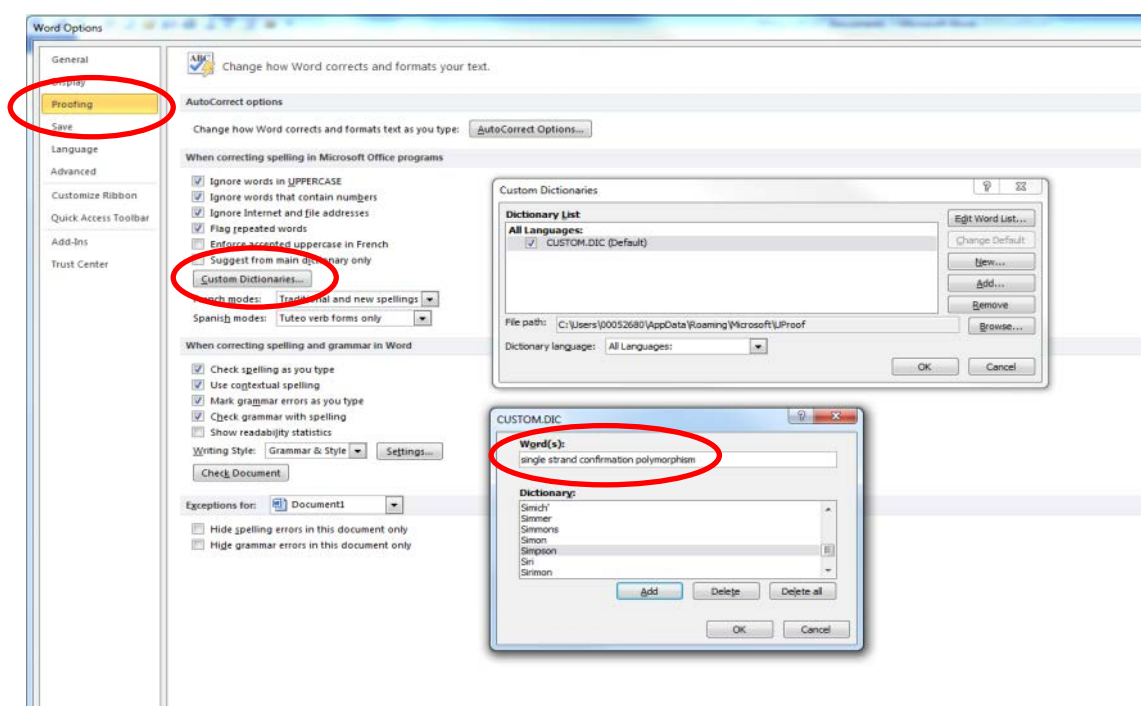 Word Options
General
Display
Proofing
Save
Language
Advanced
Customize Ribbon
Quick Access Toolbar
Add-Ins
Trust Center
ABC
Change how Word corrects and formats your text.
AutoCorrect options
Change how Word corrects and formats text as you type: AutoCorrect Options...
When correcting spelling in Microsoft Office programs
Ignore words in UPPERCASE
Ignore words that contain numbers
Ignore Internet and file addresses
Flag repeated words
Enforce accented uppercase in French
Suggest from main dictionary only
Custom Dictionaries...
French modes: Traditional and new spellings
Spanish modes: Tuteo verb forms only
When correcting spelling and grammar in Word
Check spelling as you type
Use contextual spelling
Mark grammar errors as you type
Check grammar with spelling
Show readability statistics
Writing Style: Grammar & Style Settings...
Check Document
Exceptions for: Document1
Hide spelling errors in this document only
Hide grammar errors in this document only
Custom Dictionaries
Dictionary List
All Languages:
CUSTOM.DIC (Default)
Edit Word List...
Change Default
New...
Add...
Remove
File path: C:\Users\00052680\AppData\Roaming\Microsoft\UProof Browse...
Dictionary language: All Languages:
OK Cancel
CUSTOM.DIC
Word(s):
single strand confirmation polymorphism
Dictionary:
Simich'
Simmer
Simmons
Simon
Simpson
Siri
Sirimon
Add Delete Delete all
OK Cancel